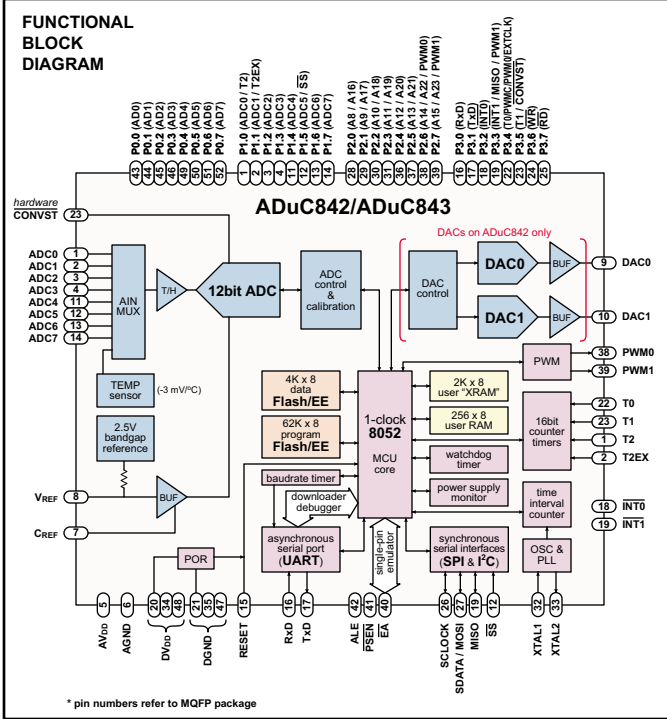 FUNCTIONAL
BLOCK
DIAGRAM
P0.0 (AD0)
P0.1 (AD1)
P0.2 (AD2)
P0.3 (AD3)
P0.4 (AD4)
P0.5 (AD5)
P0.6 (AD6)
P0.7 (AD7)
P1.0 (ADC0 / T2)
P1.1 (ADC1 / T2EX)
P1.2 (ADC2)
P1.3 (ADC3)
P1.4 (ADC4)
P1.5 (ADC5 / SS)
P1.6 (ADC6)
P1.7 (ADC7)
P2.0 (A8 / A16)
P2.1 (A9 / A17)
P2.2 (A10 / A18)
P2.3 (A11 / A19)
P2.4 (A12 / A20)
P2.5 (A13 / A21)
P2.6 (A14 / A22 / PWM0)
P2.7 (A15 / A23 / PWM1)
P3.0 (RxD)
P3.1 (TxD)
P3.2 (INT0)
P3.3 (INT1 / MISO / PWM1)
P3.4 (T0/PWMC/PWM0/EXTCLK)
P3.5 (T1 / CONVST)
P3.6 (WR)
P3.7 (RD)
43 44 45 46 49 50 51 52
1 2 3 4 11 12 13 14
28 29 30 31 36 37 38 39
16 17 18 19 22 23 24 25
ADuC842/ADuC843
hardware
CONVST 23
ADC0 1
ADC1 2
ADC2 3
ADC3 4
ADC4 11
ADC5 12
ADC6 13
ADC7 14
AIN
MUX
T/H
12bit ADC
ADC
control
&
calibration
DACs on ADuC842 only
DAC
control
DAC0
BUF
9 DAC0
DAC1
BUF
10 DAC1
TEMP
sensor
(-3 mV/ºC)
2.5V
bandgap
reference
VREF 8
BUF
CREF 7
4K x 8
data
Flash/EE
62K x 8
program
Flash/EE
1-clock
8052
MCU
core
2K x 8
user “XRAM”
256 x 8
user RAM
watchdog
timer
power supply
monitor
PWM
38 PWM0
39 PWM1
16bit
counter
timers
22 T0
23 T1
1 T2
2 T2EX
time
interval
counter
18 INT0
19 INT1
baudrate timer
downloader
debugger
asynchronous
serial port
(UART)
single-pin
emulator
synchronous
serial interfaces
(SPI & I2C)
OSC &
PLL
POR
5 6 20 34 48 21 35 47 15 16 17 42 41 40 26 27 19 12 32 33
AVDD
AGND
DVDD
DGND
RESET
RxD
TxD
ALE
PSEN
EA
SCLOCK
SDATA / MOSI
MISO
SS
XTAL1
XTAL2
* pin numbers refer to MQFP package